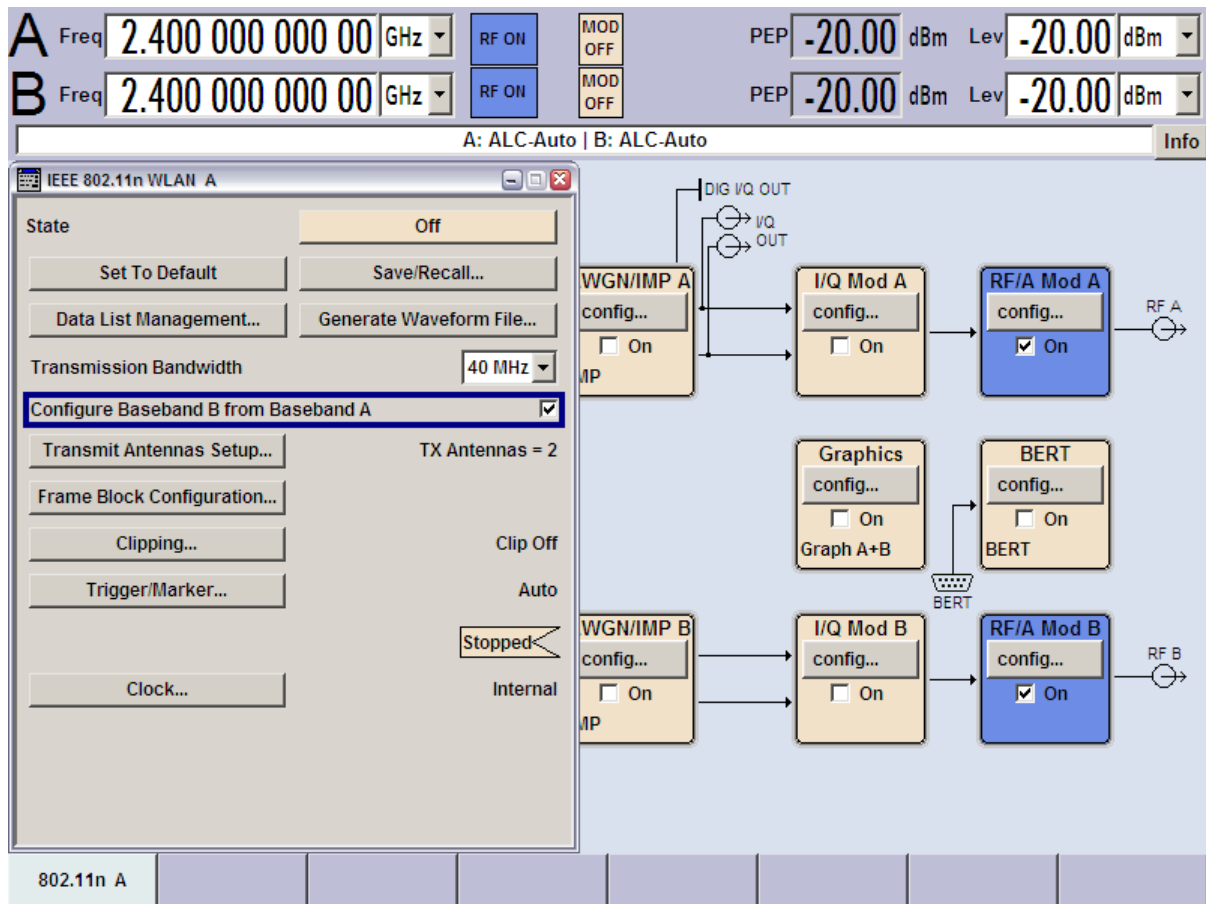 A Freq 2.400 000 000 00 GHz RF ON MOD OFF PEP -20.00 dBm Lev -20.00 dBm
B Freq 2.400 000 000 00 GHz RF ON MOD OFF PEP -20.00 dBm Lev -20.00 dBm
A: ALC-Auto | B: ALC-Auto Info
IEEE 802.11n WLAN A
State Off
Set To Default Save/Recall...
Data List Management... Generate Waveform File...
Transmission Bandwidth 40 MHz
Configure Baseband B from Baseband A
Transmit Antennas Setup... TX Antennas = 2
Frame Block Configuration...
Clipping... Clip Off
Trigger/Marker... Auto
Stopped
Clock... Internal
DIG I/Q OUT
I/Q
OUT
WGN/IMP A
config...
On
MP
I/Q Mod A
config...
On
RF/A Mod A
config...
On
RF A
Graphics
config...
On
Graph A+B
BERT
config...
On
BERT
BERT
WGN/IMP B
config...
On
MP
I/Q Mod B
config...
On
RF/A Mod B
config...
On
RF B
802.11n A